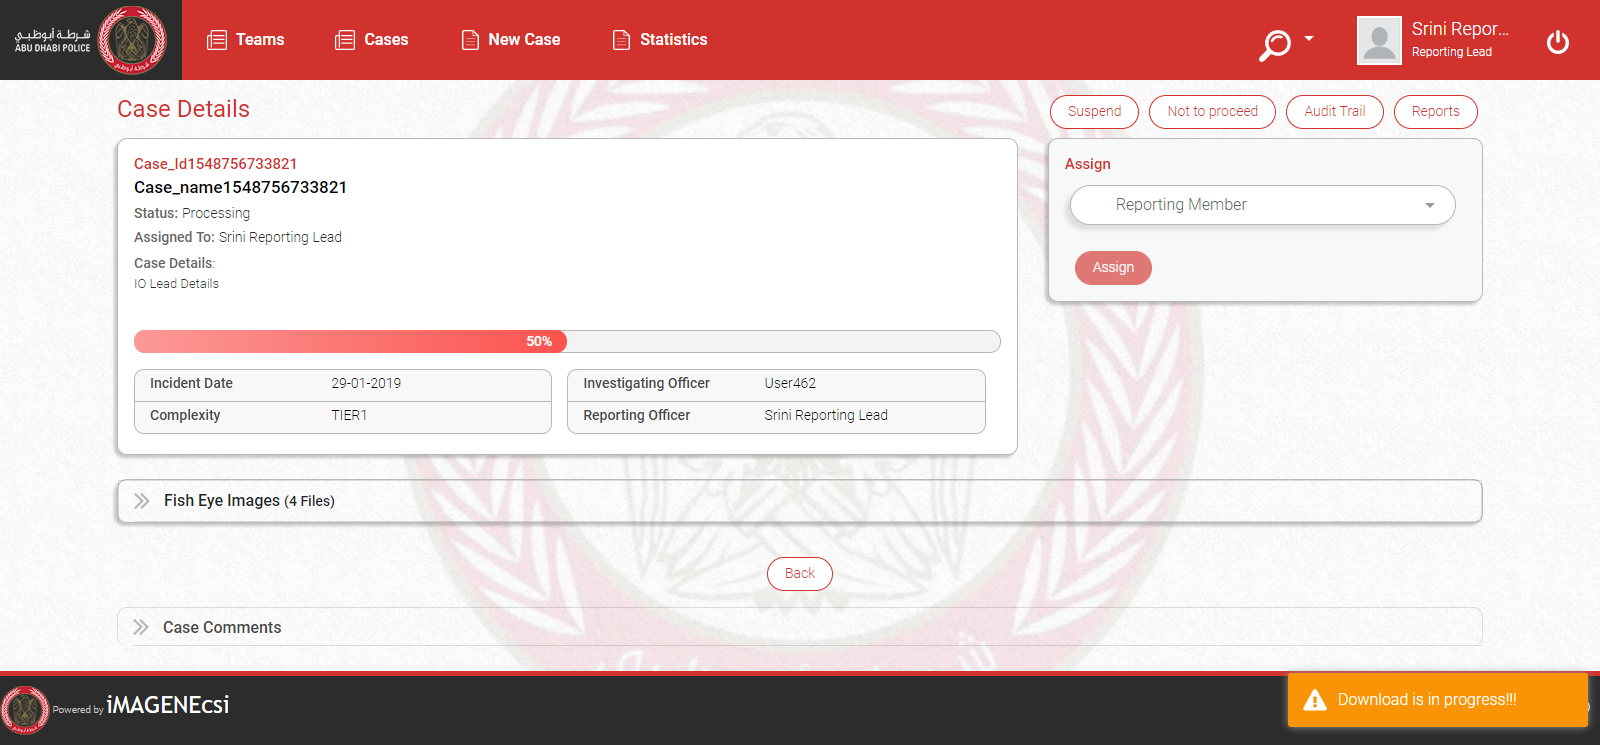 شرطة أبوظبي
ABU DHABI POLICE
شرطة أبوظبي
Teams
Cases
New Case
Statistics
Srini Repor...
Reporting Lead
Case Details
Suspend
Not to proceed
Audit Trail
Reports
Case_Id1548756733821
Case_name1548756733821
Status: Processing
Assigned To: Srini Reporting Lead
Case Details:
IO Lead Details
50%
Incident Date 29-01-2019
Complexity TIER1
Investigating Officer User462
Reporting Officer Srini Reporting Lead
Assign
Reporting Member
Assign
Fish Eye Images (4 Files)
Back
Case Comments
Powered by iMAGENEcsi
Download is in progress!!!